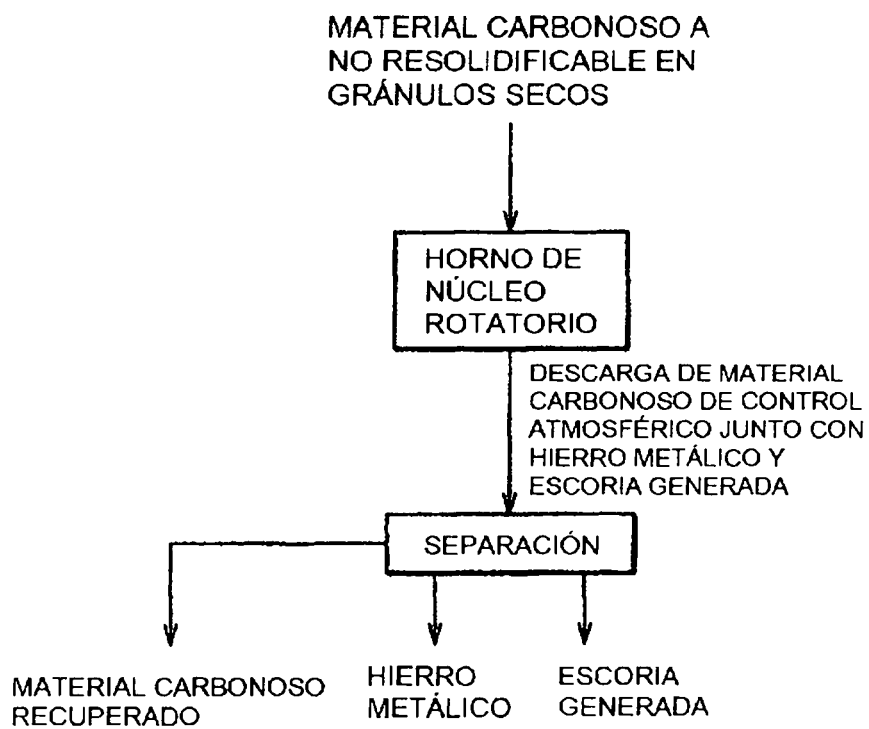 MATERIAL CARBONOSO A
NO RESOLIDIFICABLE EN
GRÁNULOS SECOS
HORNO DE
NÚCLEO
ROTATORIO
DESCARGA DE MATERIAL
CARBONOSO DE CONTROL
ATMOSFÉRICO JUNTO CON
HIERRO METÁLICO Y
ESCORIA GENERADA
SEPARACIÓN
MATERIAL CARBONOSO
RECUPERADO
HIERRO
METÁLICO
ESCORIA
GENERADA